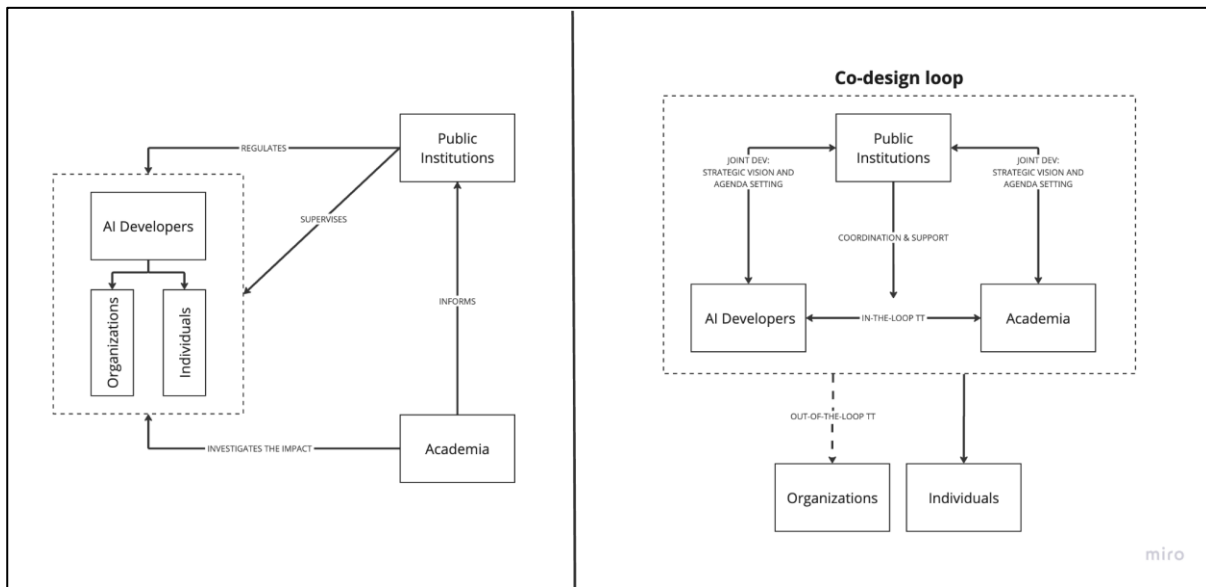 REGULATES
Public
Institutions
AI Developers
SUPERVISES
Organizations
Individuals
INFORMS
INVESTIGATES THE IMPACT
Academia
Co-design loop
Public
Institutions
JOINT DEV:
STRATEGIC VISION AND
AGENDA SETTING
JOINT DEV:
STRATEGIC VISION AND
AGENDA SETTING
COORDINATION & SUPPORT
AI Developers
IN-THE-LOOP TT
Academia
OUT-OF-THE-LOOP TT
Organizations
Individuals
miro